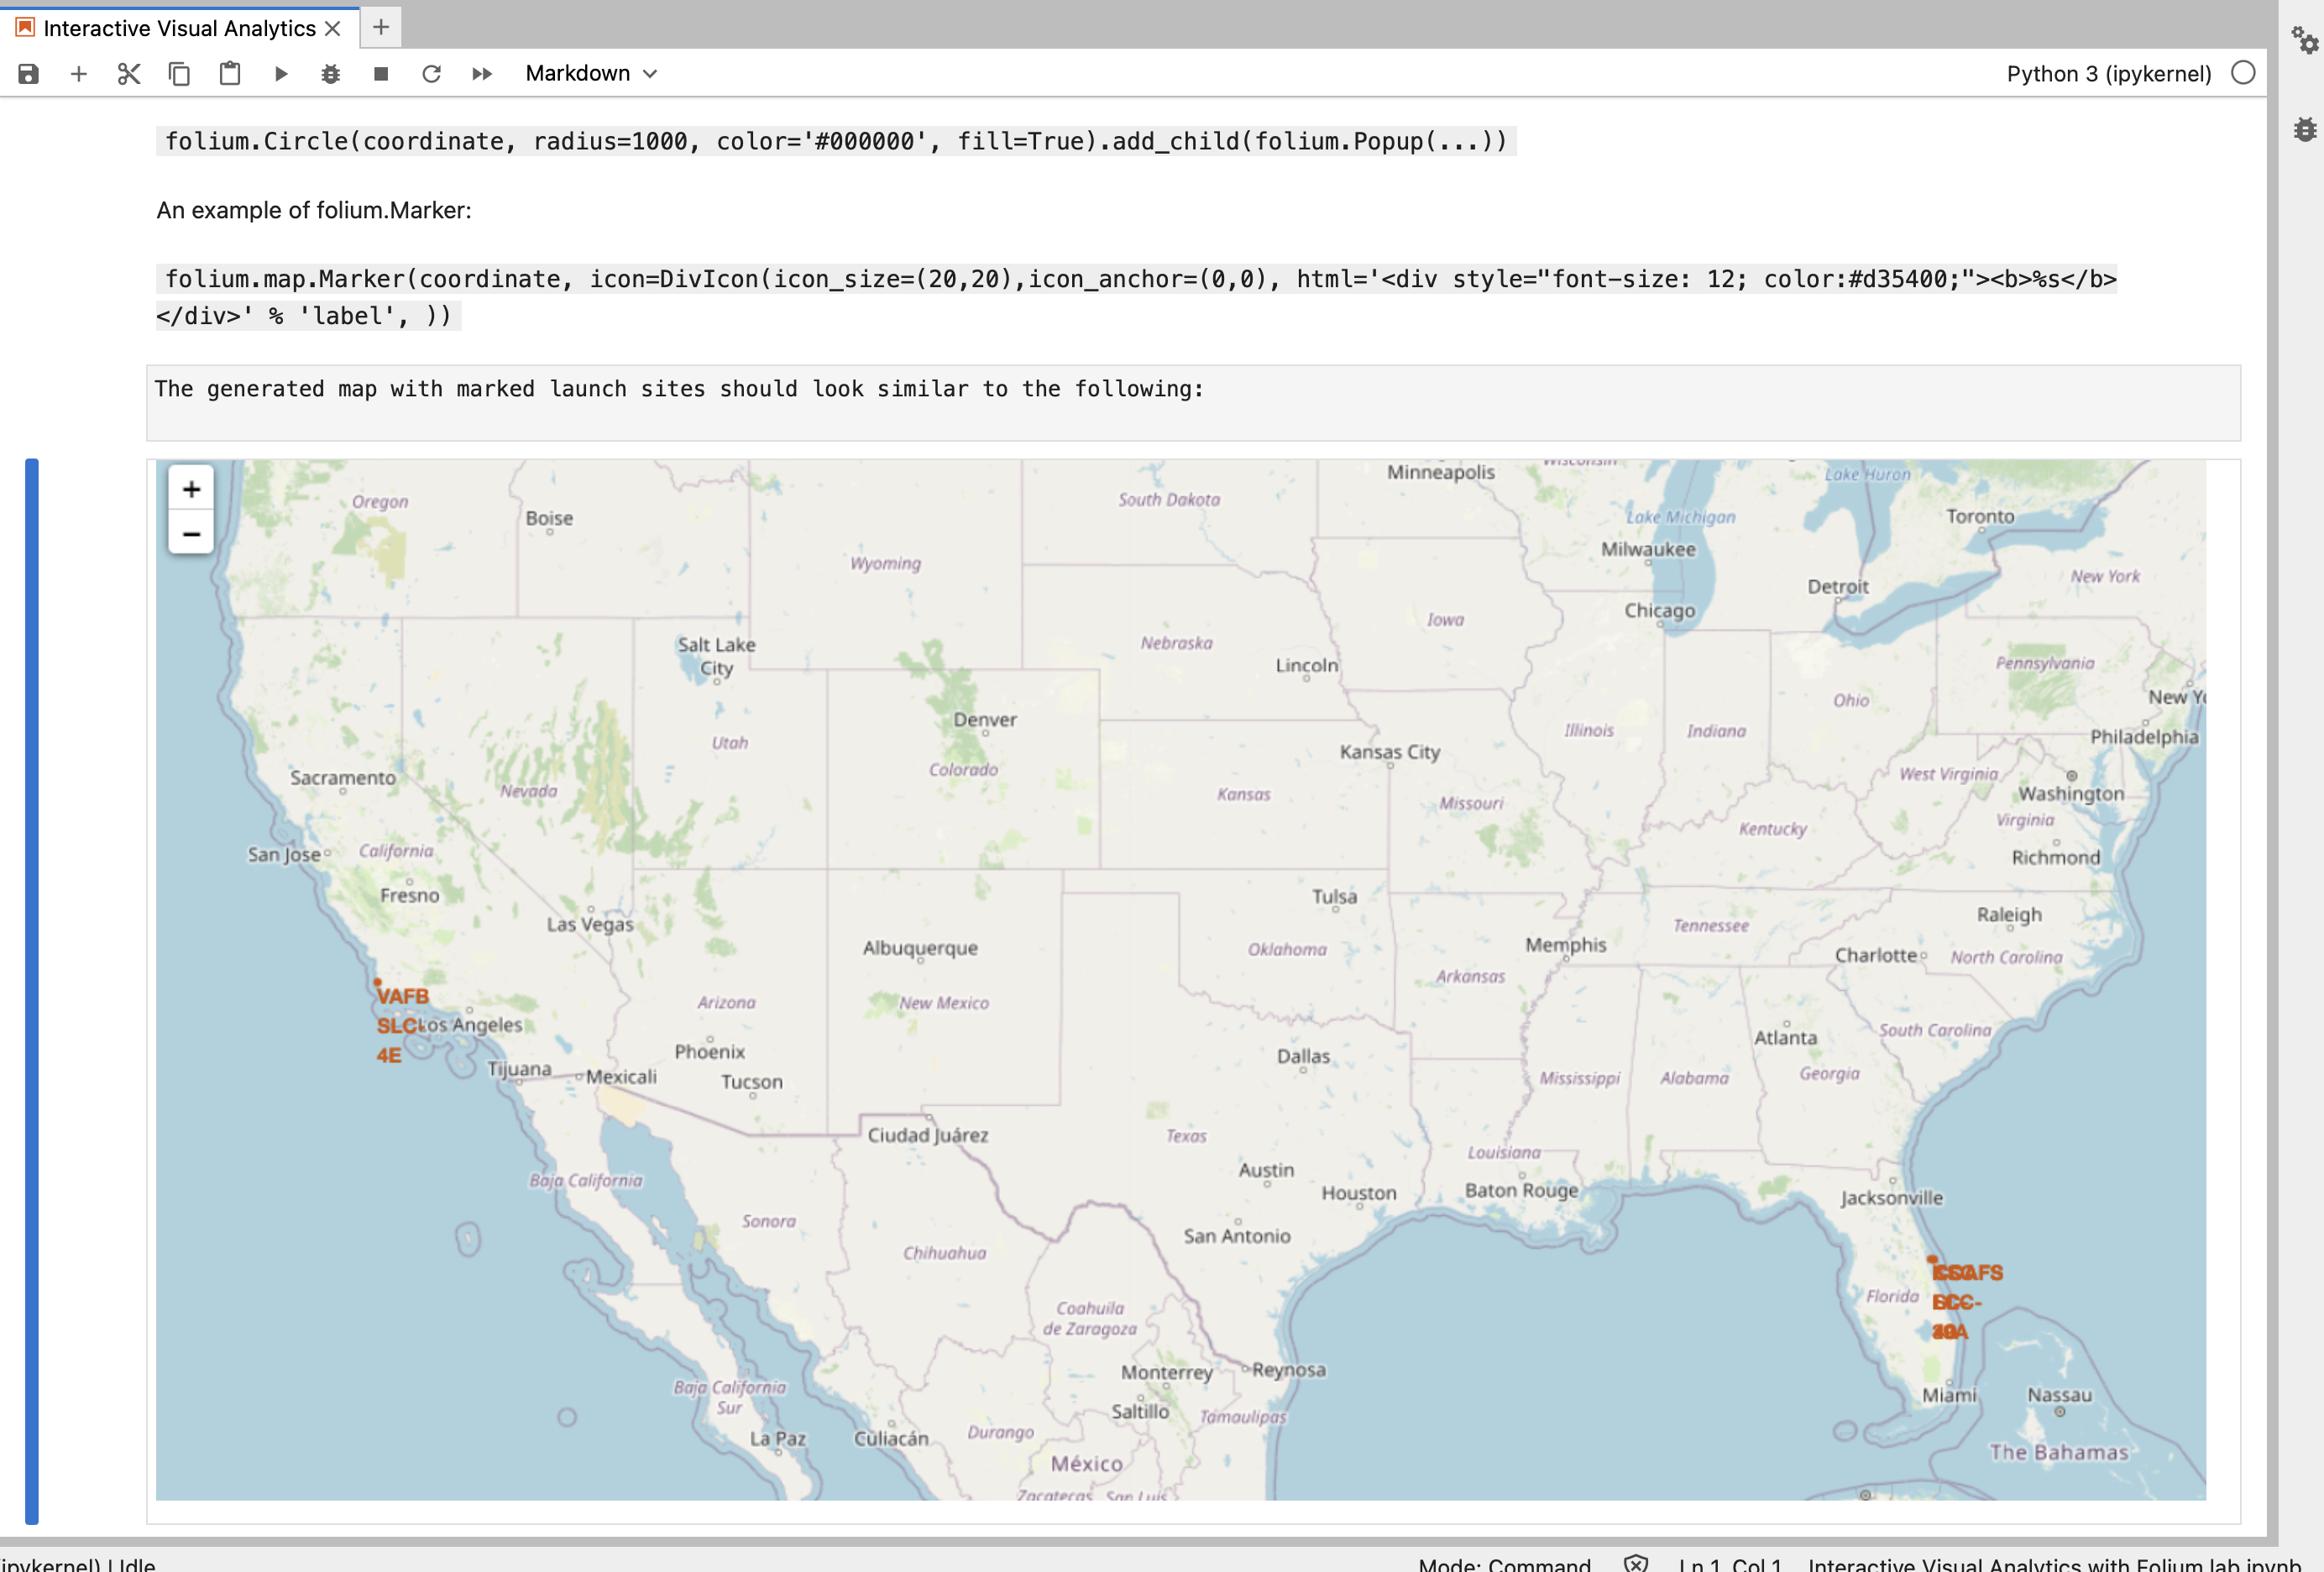 Interactive Visual Analytics
Markdown
Python 3 (ipykernel)
folium.Circle(coordinate, radius=1000, color='#000000', fill=True).add_child(folium.Popup(...))
An example of folium.Marker:
folium.map.Marker(coordinate, icon=DivIcon(icon_size=(20,20),icon_anchor=(0,0), html='<div style="font-size: 12; color:#d35400;"><b>%s</b>
</div>' % 'label', ))
The generated map with marked launch sites should look similar to the following:
+
−
Minneapolis
Wisconsin
Lake Huron
Oregon
South Dakota
Boise
Lake Michigan
Toronto
Milwaukee
Wyoming
New York
Detroit
Chicago
Iowa
Salt Lake
City
Nebraska
Lincoln
Pennsylvania
New Y
Ohio
Denver
Illinois
Indiana
Philadelphia
Utah
Kansas City
Colorado
Sacramento
West Virginia
Nevada
Kansas
Washington
Missouri
Virginia
Kentucky
San Jose
California
Richmond
Fresno
Tulsa
Las Vegas
Raleigh
Tennessee
Albuquerque
Oklahoma
Memphis
Charlotte
North Carolina
Arkansas
VAFB
SLC-
4E
Arizona
New Mexico
Los Angeles
South Carolina
Atlanta
Phoenix
Dallas
Tijuana
Mexicali
Tucson
Mississippi
Alabama
Georgia
Ciudad Juárez
Texas
Louisiana
Austin
Baja California
Houston
Baton Rouge
Jacksonville
Sonora
San Antonio
Chihuahua
Florida
Coahuila
de Zaragoza
Monterrey
Reynosa
Baja California
Sur
Miami
Nassau
Saltillo
Tamaulipas
La Paz
Culiacán
Durango
The Bahamas
México
Zacatecas
San Luis
(ipykernel) | Idle
Mode: Command
Ln 1, Col 1
Interactive Visual Analytics with Folium lab.ipynb